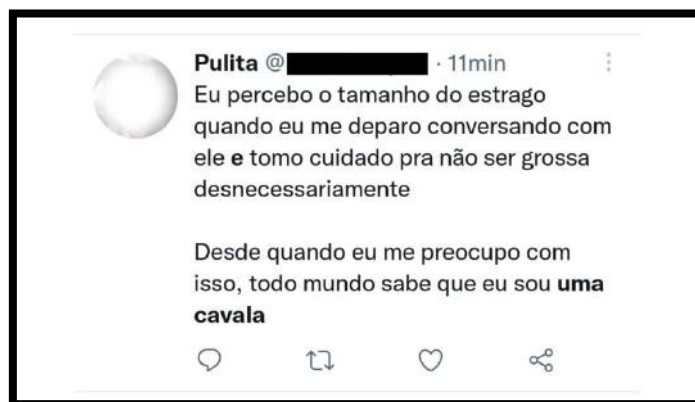 Pulita @ · 11min
Eu percebo o tamanho do estrago
quando eu me deparo conversando com
ele e tomo cuidado pra não ser grossa
desnecessariamente
Desde quando eu me preocupo com
isso, todo mundo sabe que eu sou uma
cavala